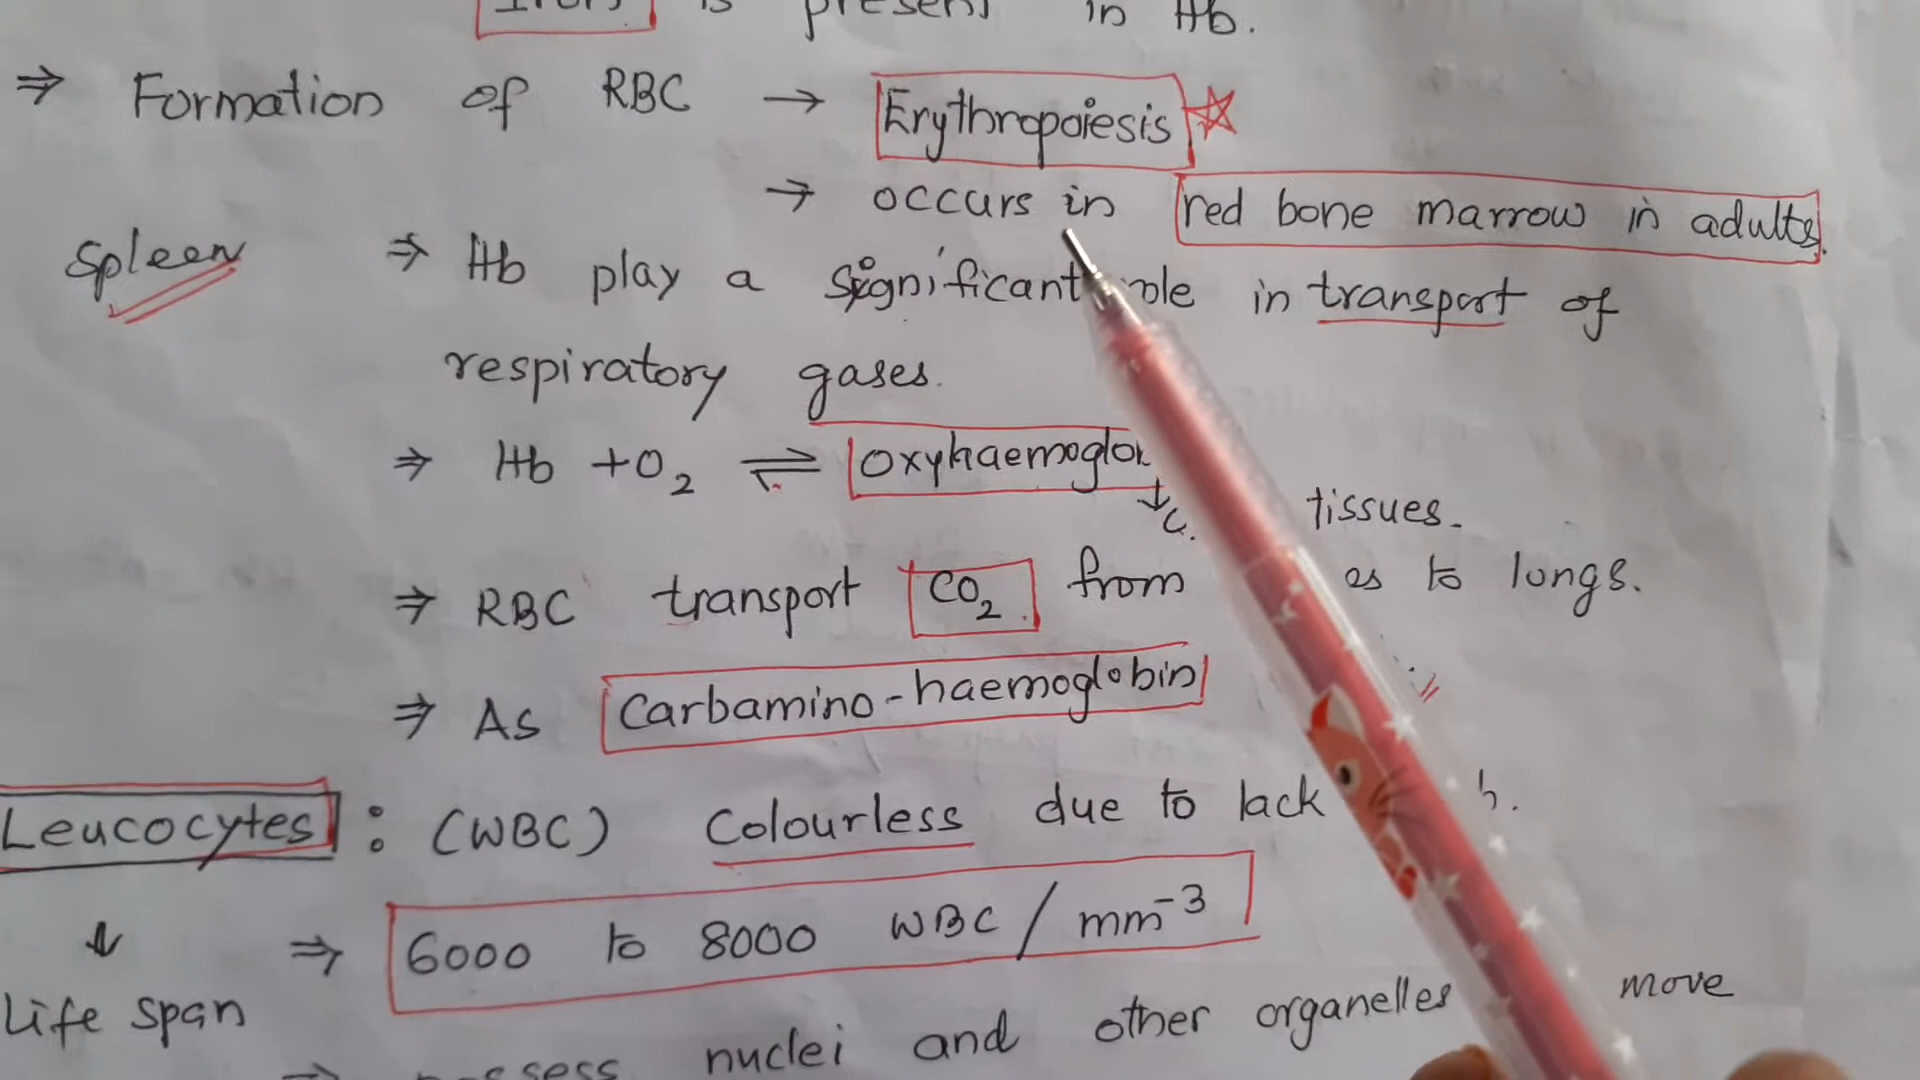 Iron is present in Hb.
⇒ Formation of RBC → Erythropoiesis ☆
→ occurs in red bone marrow in adults.
Spleen ⇒ Hb play a significant role in transport of
respiratory gases.
⇒ Hb + O2 ⇌ oxyhaemoglo
↓
tissues.
⇒ RBC transport CO2 from es to lungs.
⇒ As Carbamino-haemoglobin
Leucocytes : (WBC) Colourless due to lack
↓ ⇒ 6000 to 8000 WBC / mm-3
Life span
⇒ possess nuclei and other organelles move